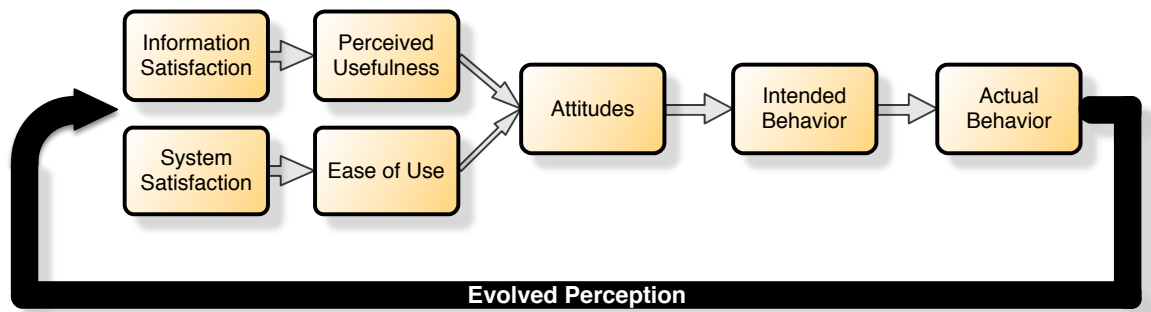 Information
Satisfaction
Perceived
Usefulness
System
Satisfaction
Ease of Use
Attitudes
Intended
Behavior
Actual
Behavior
Evolved Perception